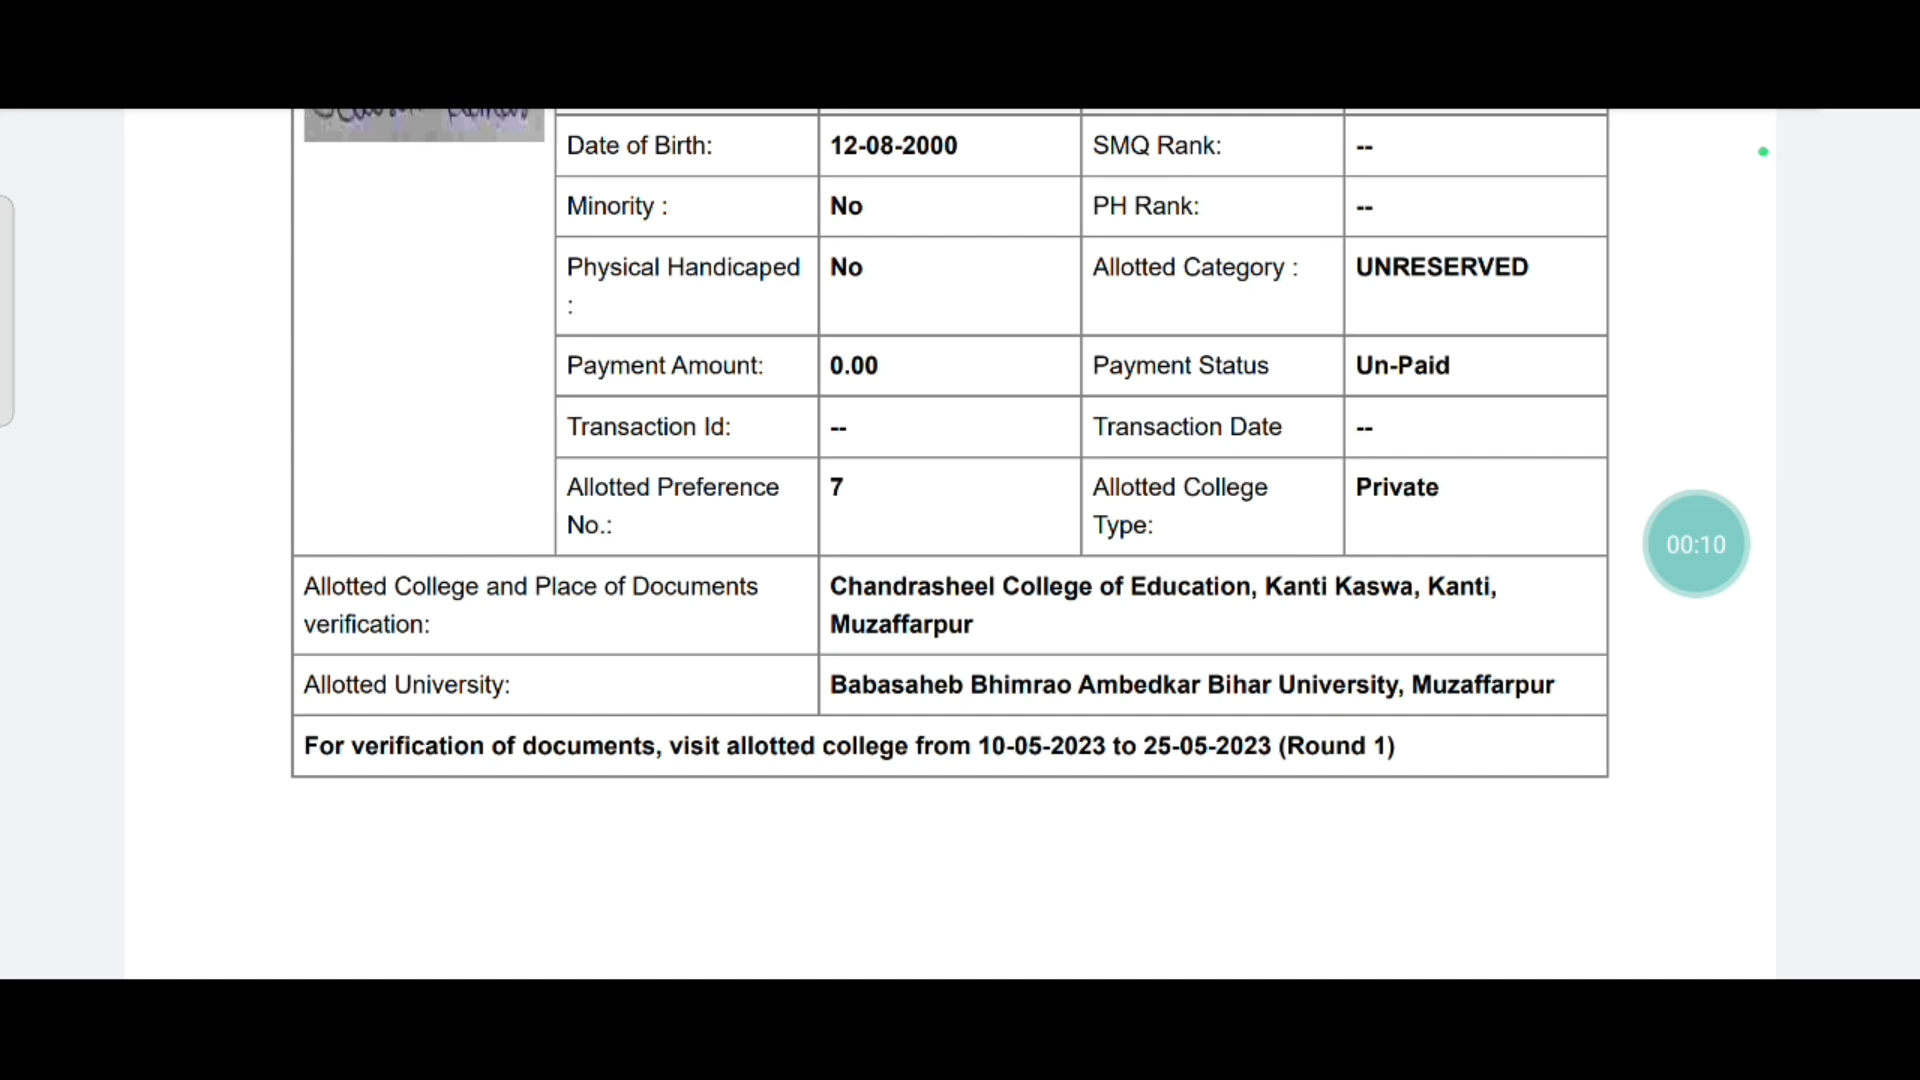 Date of Birth: 12-08-2000 SMQ Rank: --
Minority : No PH Rank: --
Physical Handicaped : No Allotted Category : UNRESERVED
Payment Amount: 0.00 Payment Status Un-Paid
Transaction Id: -- Transaction Date --
Allotted Preference No.: 7 Allotted College Type: Private
00:10
Allotted College and Place of Documents verification: Chandrasheel College of Education, Kanti Kaswa, Kanti, Muzaffarpur
Allotted University: Babasaheb Bhimrao Ambedkar Bihar University, Muzaffarpur
For verification of documents, visit allotted college from 10-05-2023 to 25-05-2023 (Round 1)